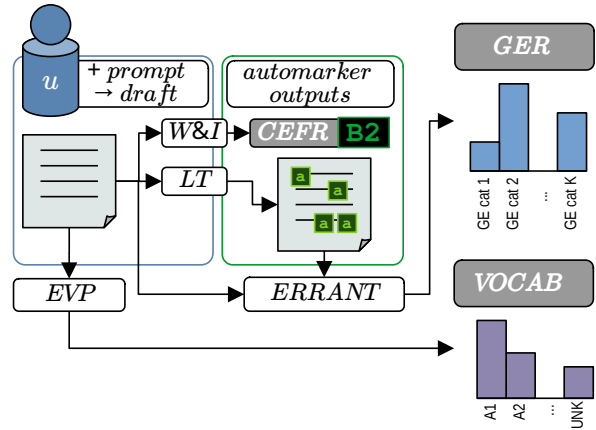 u
+ prompt
→ draft
automarker
outputs
W&I
CEFR B2
LT
a
a
a a
EVP
ERRANT
GER
GE cat 1
GE cat 2
...
GE cat K
VOCAB
A1
A2
...
UNK